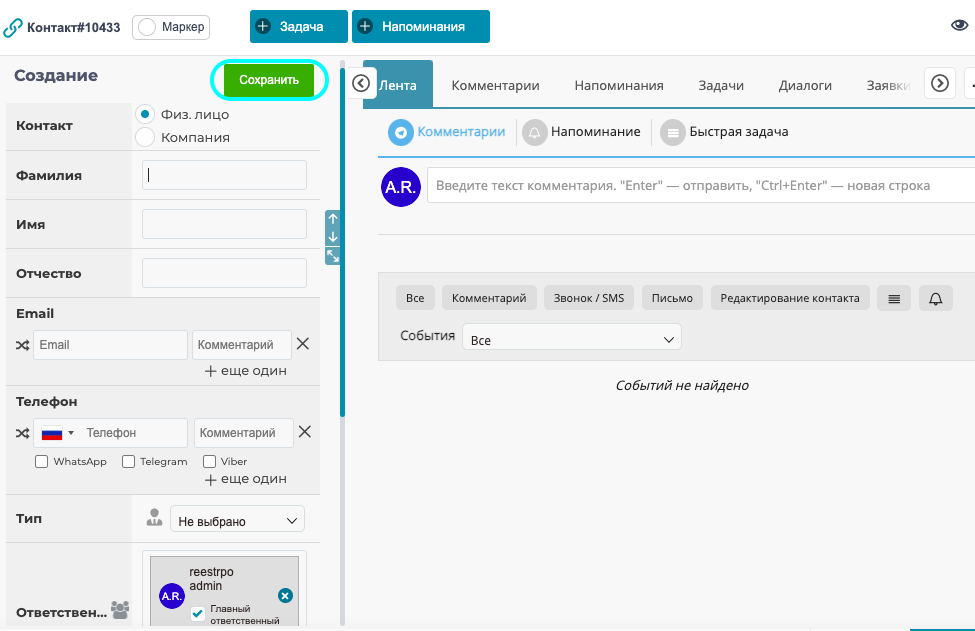 Контакт#10433
Маркер
Задача
Напоминания
Создание
Сохранить
Контакт
Физ. лицо
Компания
Фамилия
Имя
Отчество
Email
Email
Комментарий
еще один
Телефон
Телефон
Комментарий
WhatsApp
Telegram
Viber
еще один
Тип
Не выбрано
Ответствен...
A.R.
reestrpo
admin
Главный
ответственный
Лента
Комментарии
Напоминания
Задачи
Диалоги
Заявки
Комментарии
Напоминание
Быстрая задача
A.R.
Введите текст комментария. "Enter" — отправить, "Ctrl+Enter" — новая строка
Все
Комментарий
Звонок / SMS
Письмо
Редактирование контакта
События
Все
Событий не найдено